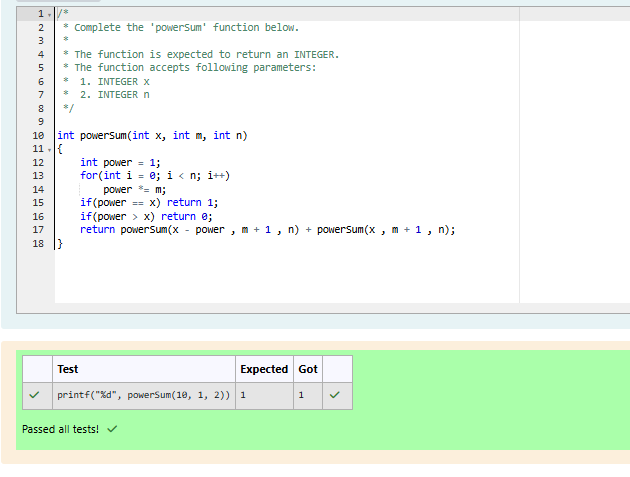 1 /*
2  * Complete the 'powerSum' function below.
3  *
4  * The function is expected to return an INTEGER.
5  * The function accepts following parameters:
6  *  1. INTEGER x
7  *  2. INTEGER n
8  */
9
10 int powerSum(int x, int m, int n)
11 {
12     int power = 1;
13     for(int i = 0; i < n; i++)
14         power *= m;
15     if(power == x) return 1;
16     if(power > x) return 0;
17     return powerSum(x - power , m + 1 , n) + powerSum(x , m + 1 , n);
18 }
Test Expected Got
✓ printf("%d", powerSum(10, 1, 2)) 1 1 ✓
Passed all tests! ✓